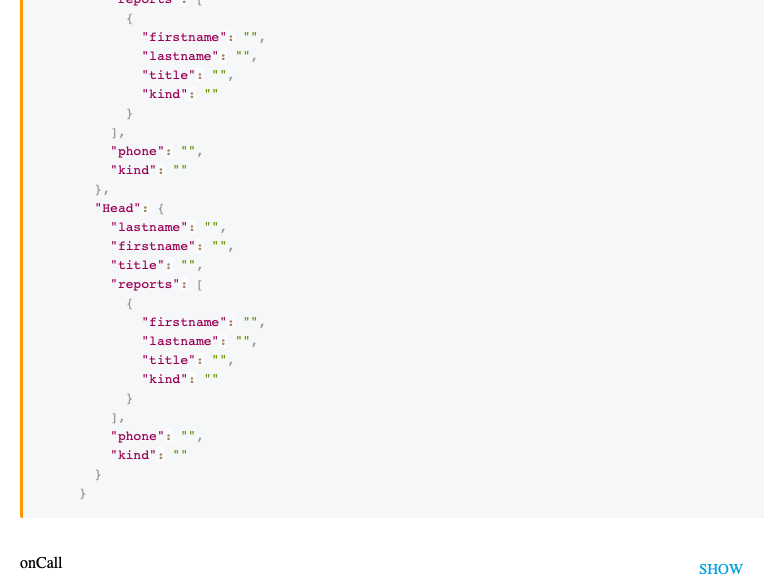 "reports": [
{
"firstname": "",
"lastname": "",
"title": "",
"kind": ""
}
],
"phone": "",
"kind": ""
},
"Head": {
"lastname": "",
"firstname": "",
"title": "",
"reports": [
{
"firstname": "",
"lastname": "",
"title": "",
"kind": ""
}
],
"phone": "",
"kind": ""
}
}
onCall
SHOW